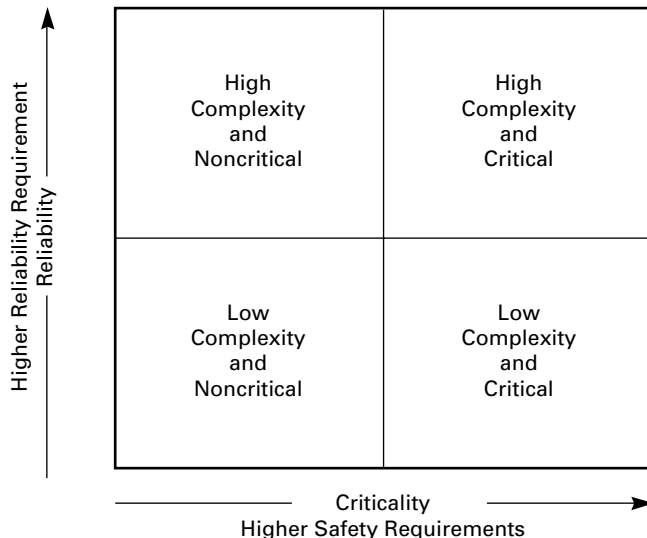 Higher Reliability Requirement
Reliability
High
Complexity
and
Noncritical
High
Complexity
and
Critical
Low
Complexity
and
Noncritical
Low
Complexity
and
Critical
Criticality
Higher Safety Requirements